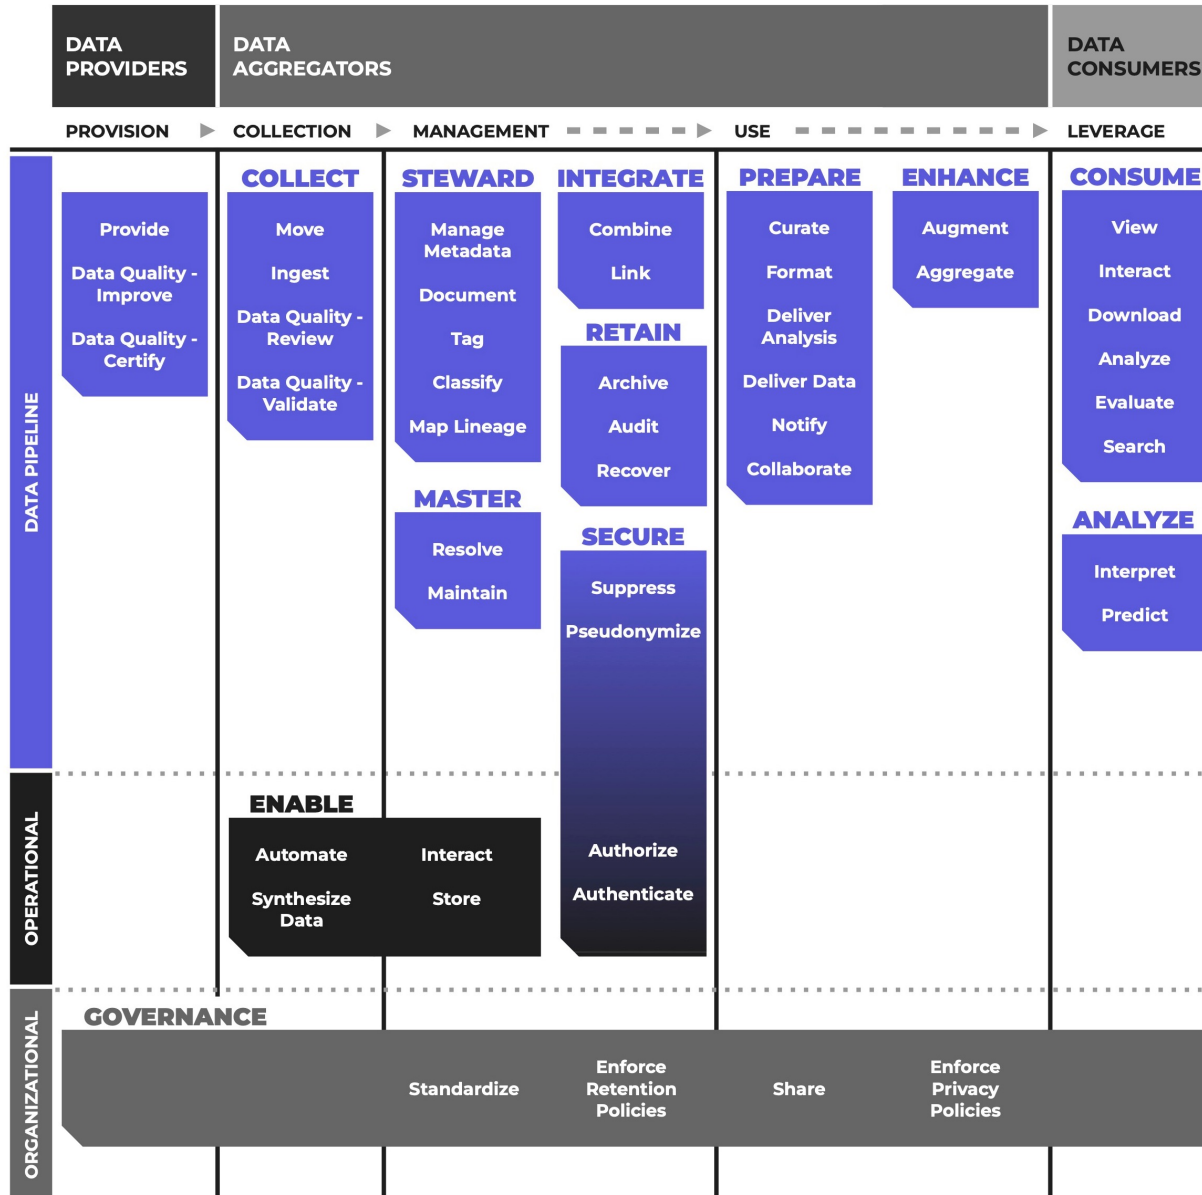 DATA
PROVIDERS
DATA
AGGREGATORS
DATA
CONSUMERS
PROVISION
COLLECTION
MANAGEMENT
USE
LEVERAGE
DATA PIPELINE
Provide
Data Quality -
Improve
Data Quality -
Certify
COLLECT
Move
Ingest
Data Quality -
Review
Data Quality -
Validate
STEWARD
Manage
Metadata
Document
Tag
Classify
Map Lineage
MASTER
Resolve
Maintain
INTEGRATE
Combine
Link
RETAIN
Archive
Audit
Recover
SECURE
Suppress
Pseudonymize
Authorize
Authenticate
PREPARE
Curate
Format
Deliver
Analysis
Deliver Data
Notify
Collaborate
ENHANCE
Augment
Aggregate
CONSUME
View
Interact
Download
Analyze
Evaluate
Search
ANALYZE
Interpret
Predict
OPERATIONAL
ENABLE
Automate
Synthesize
Data
Interact
Store
ORGANIZATIONAL
GOVERNANCE
Standardize
Enforce
Retention
Policies
Share
Enforce
Privacy
Policies